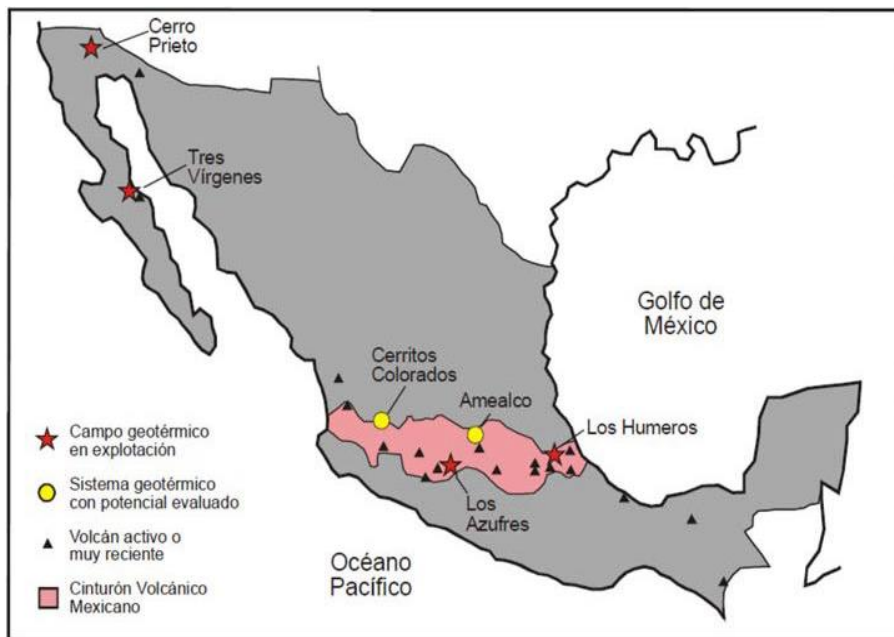 Cerro
Prieto
Tres
Vírgenes
Golfo de
México
Cerritos
Colorados
Amealco
Los Humeros
Los
Azufres
Océano
Pacífico
Campo geotérmico
en explotación
Sistema geotérmico
con potencial evaluado
Volcán activo o
muy reciente
Cinturón Volcánico
Mexicano